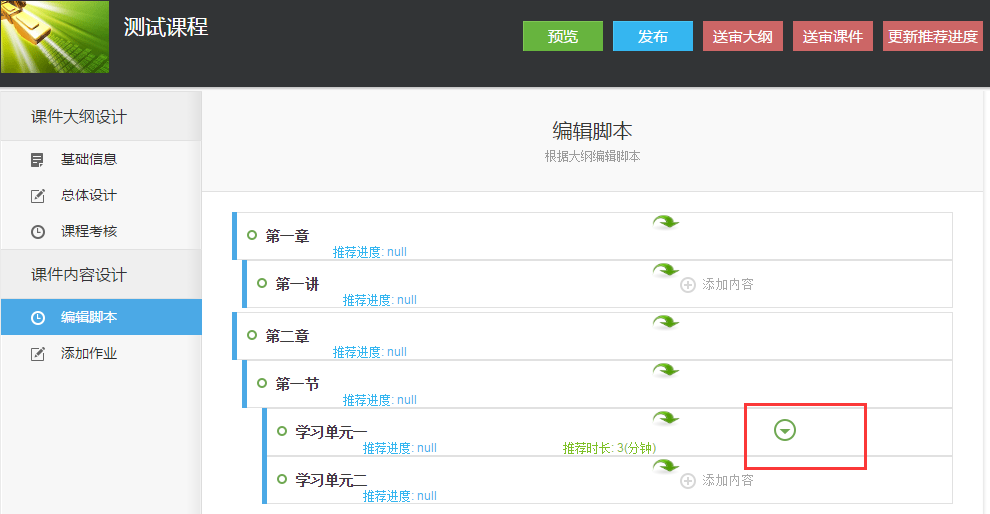 测试课程
预览 发布 送审大纲 送审课件 更新推荐进度
课件大纲设计
基础信息
总体设计
课程考核
课件内容设计
编辑脚本
添加作业
编辑脚本
根据大纲编辑脚本
第一章
推荐进度: null
第一讲
添加内容
推荐进度: null
第二章
推荐进度: null
第一节
推荐进度: null
学习单元一
推荐进度: null 推荐时长: 3(分钟)
学习单元二
添加内容
推荐进度: null